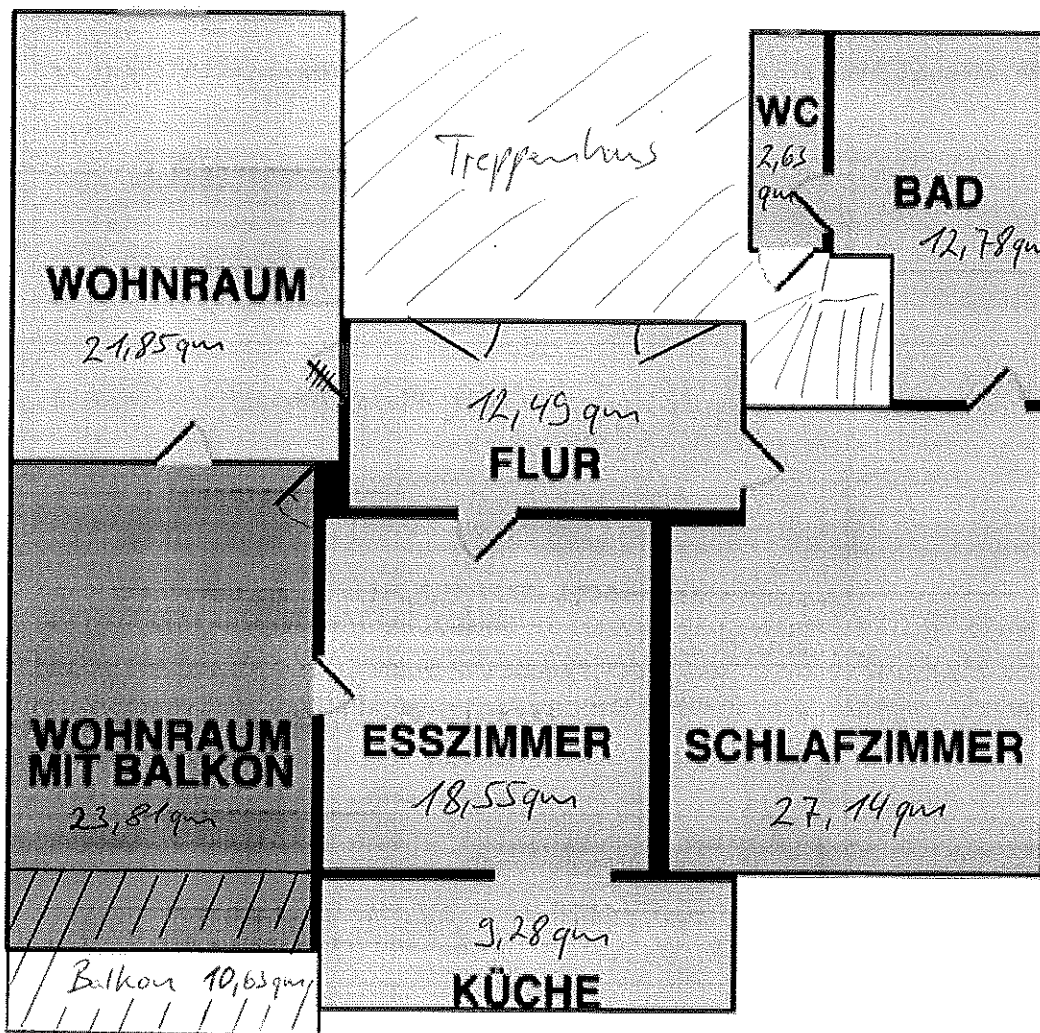 Treppenhaus
WC
2,63
qm
BAD
12,78qm
WOHNRAUM
21,85qm
12,49 qm
FLUR
WOHNRAUM
MIT BALKON
23,81qm
ESSZIMMER
18,55qm
SCHLAFZIMMER
27,14qm
9,28qm
KÜCHE
Balkon 10,63qm